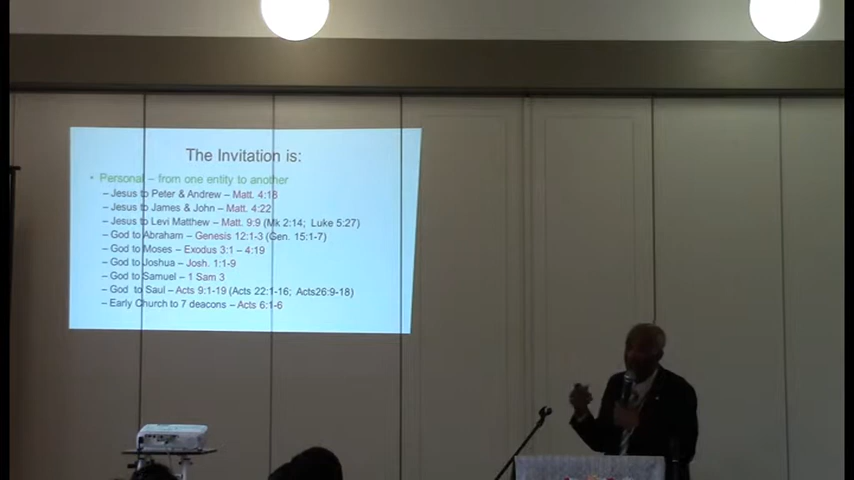 The Invitation is:
• Personal – from one entity to another
– Jesus to Peter & Andrew – Matt. 4:18
– Jesus to James & John – Matt. 4:22
– Jesus to Levi Matthew – Matt. 9:9 (Mk 2:14; Luke 5:27)
– God to Abraham – Genesis 12:1-3 (Gen. 15:1-7)
– God to Moses – Exodus 3:1 – 4:19
– God to Joshua – Josh. 1:1-9
– God to Samuel – 1 Sam 3
– God to Saul – Acts 9:1-19 (Acts 22:1-16; Acts26:9-18)
– Early Church to 7 deacons – Acts 6:1-6